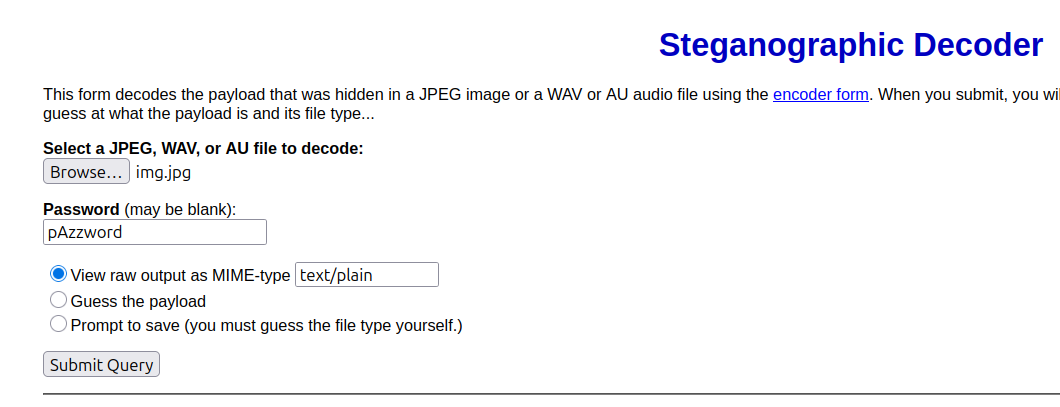 Steganographic Decoder
This form decodes the payload that was hidden in a JPEG image or a WAV or AU audio file using the encoder form. When you submit, you
guess at what the payload is and its file type...
Select a JPEG, WAV, or AU file to decode:
Browse... img.jpg
Password (may be blank):
pAzzword
View raw output as MIME-type text/plain
Guess the payload
Prompt to save (you must guess the file type yourself.)
Submit Query